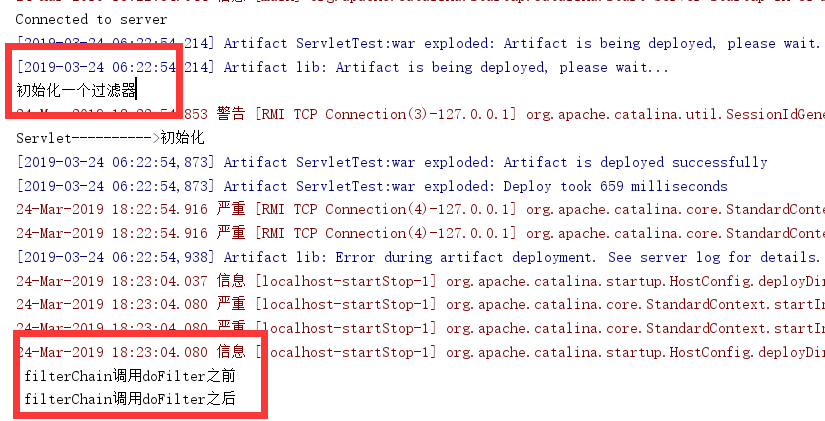 Connected to server
[2019-03-24 06:22:54,214] Artifact ServletTest:war exploded: Artifact is being deployed, please wait.
[2019-03-24 06:22:54,214] Artifact lib: Artifact is being deployed, please wait...
初始化一个过滤器
24-Mar-2019 18:22:54.853 警告 [RMI TCP Connection(3)-127.0.0.1] org.apache.catalina.util.SessionIdGene
Servlet---------->初始化
[2019-03-24 06:22:54,873] Artifact ServletTest:war exploded: Artifact is deployed successfully
[2019-03-24 06:22:54,873] Artifact ServletTest:war exploded: Deploy took 659 milliseconds
24-Mar-2019 18:22:54.916 严重 [RMI TCP Connection(4)-127.0.0.1] org.apache.catalina.core.StandardConte
24-Mar-2019 18:22:54.916 严重 [RMI TCP Connection(4)-127.0.0.1] org.apache.catalina.core.StandardConte
[2019-03-24 06:22:54,938] Artifact lib: Error during artifact deployment. See server log for details.
24-Mar-2019 18:23:04.037 信息 [localhost-startStop-1] org.apache.catalina.startup.HostConfig.deployDir
24-Mar-2019 18:23:04.080 严重 [localhost-startStop-1] org.apache.catalina.core.StandardContext.startIn
24-Mar-2019 18:23:04.080 严重 [localhost-startStop-1] org.apache.catalina.core.StandardContext.startIn
24-Mar-2019 18:23:04.080 信息 [localhost-startStop-1] org.apache.catalina.startup.HostConfig.deployDir
filterChain调用doFilter之前
filterChain调用doFilter之后